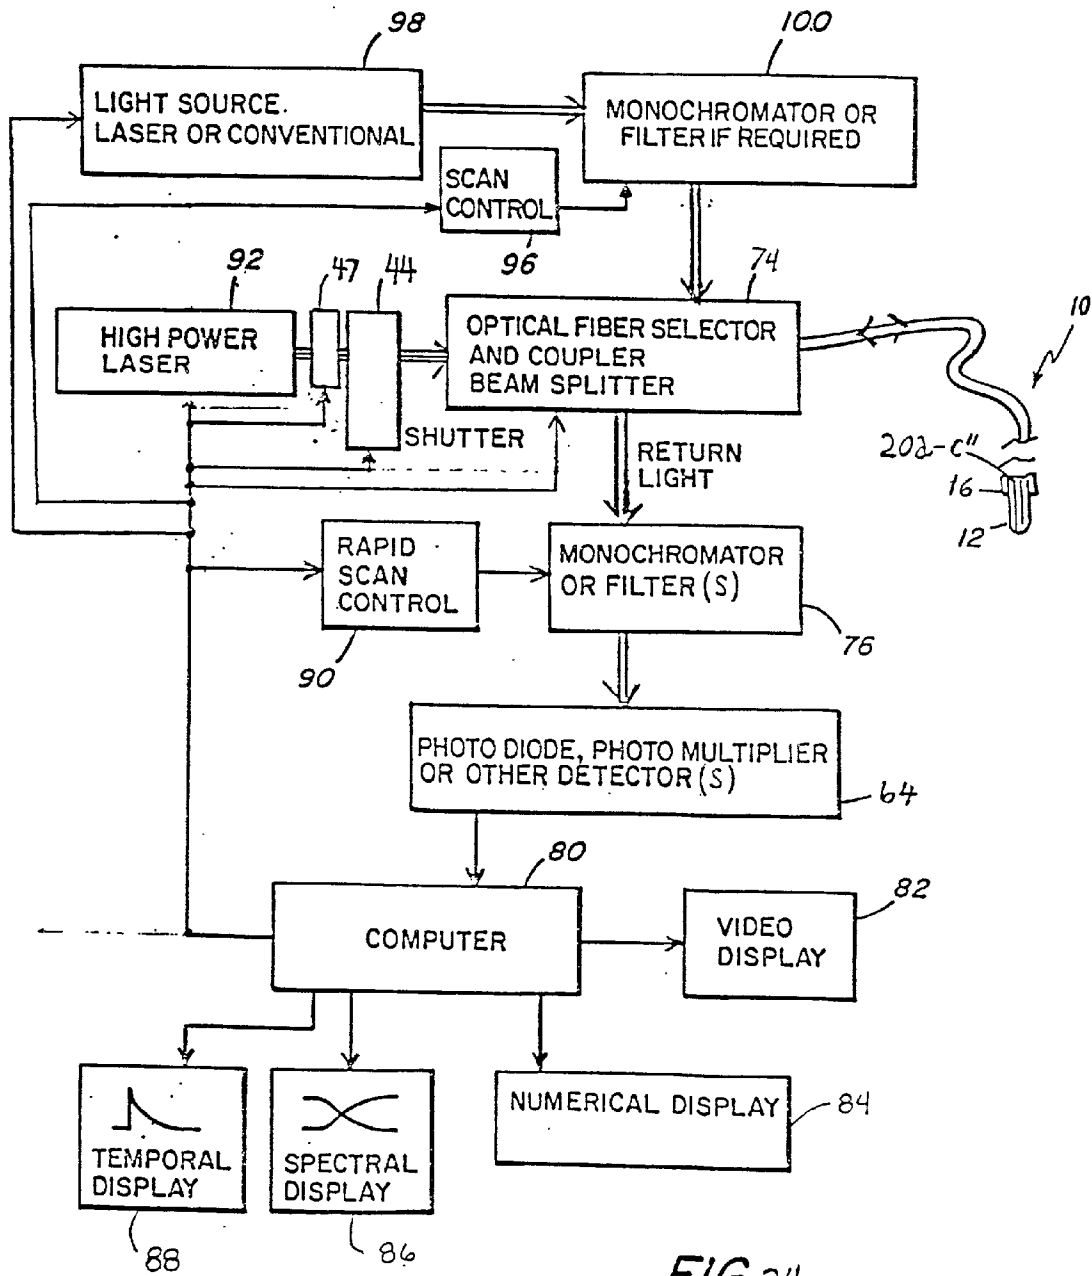 98
100
LIGHT SOURCE.
LASER OR CONVENTIONAL
MONOCHROMATOR OR
FILTER IF REQUIRED
SCAN
CONTROL
96
92
47
44
74
10
HIGH POWER
LASER
OPTICAL FIBER SELECTOR
AND COUPLER
BEAM SPLITTER
SHUTTER
RETURN
LIGHT
20a-c"
16
12
RAPID
SCAN
CONTROL
90
MONOCHROMATOR
OR FILTER (S)
76
PHOTO DIODE, PHOTO MULTIPLIER
OR OTHER DETECTOR (S)
64
80
COMPUTER
82
VIDEO
DISPLAY
TEMPORAL
DISPLAY
88
SPECTRAL
DISPLAY
86
NUMERICAL DISPLAY
84
FIG